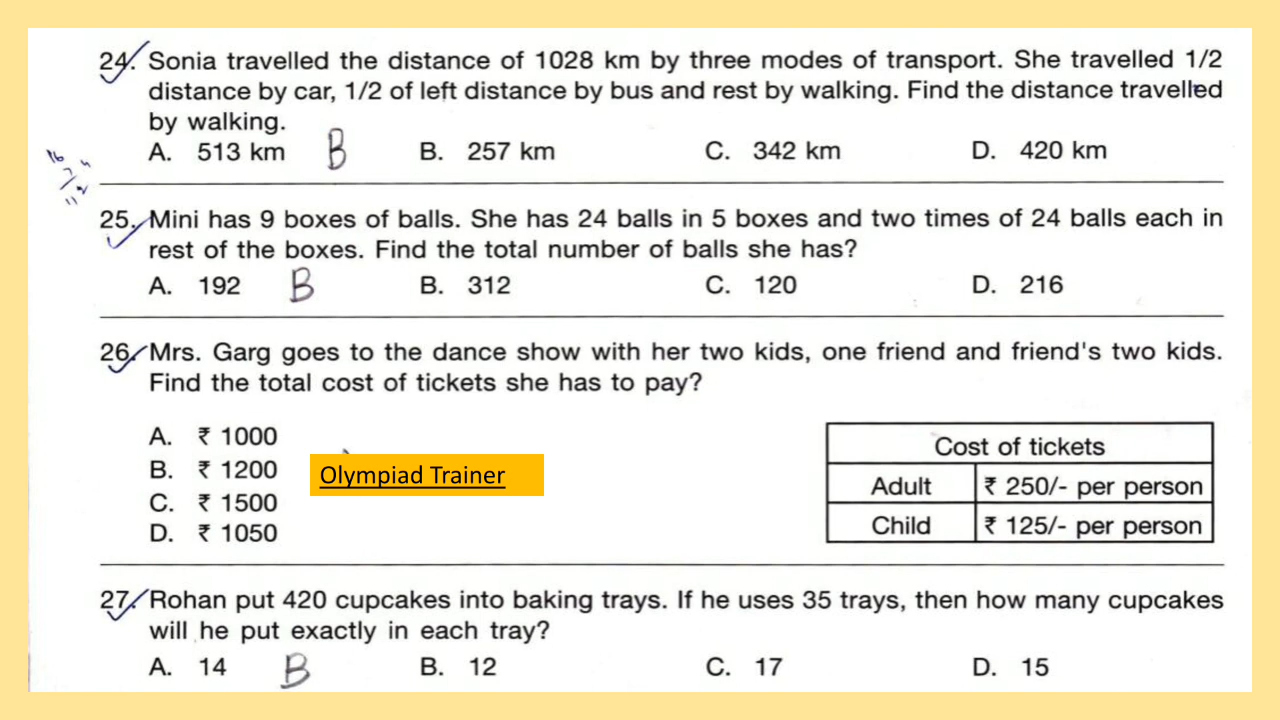 24. Sonia travelled the distance of 1028 km by three modes of transport. She travelled 1/2
distance by car, 1/2 of left distance by bus and rest by walking. Find the distance travelled
by walking.
A. 513 km B B. 257 km C. 342 km D. 420 km
25. Mini has 9 boxes of balls. She has 24 balls in 5 boxes and two times of 24 balls each in
rest of the boxes. Find the total number of balls she has?
A. 192 B B. 312 C. 120 D. 216
26. Mrs. Garg goes to the dance show with her two kids, one friend and friend's two kids.
Find the total cost of tickets she has to pay?
A. ₹ 1000
B. ₹ 1200
C. ₹ 1500
D. ₹ 1050
Olympiad Trainer
Cost of tickets
Adult ₹ 250/- per person
Child ₹ 125/- per person
27. Rohan put 420 cupcakes into baking trays. If he uses 35 trays, then how many cupcakes
will he put exactly in each tray?
A. 14 B B. 12 C. 17 D. 15